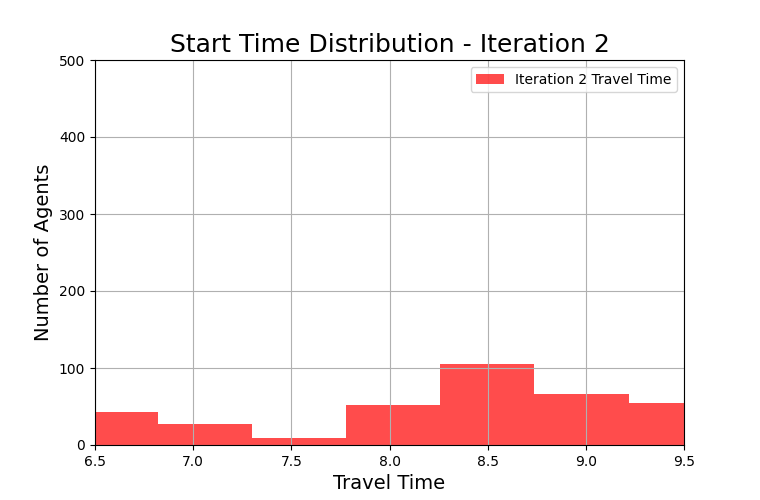 Start Time Distribution - Iteration 2
Iteration 2 Travel Time
Number of Agents
500
400
300
200
100
0
6.5 7.0 7.5 8.0 8.5 9.0 9.5
Travel Time